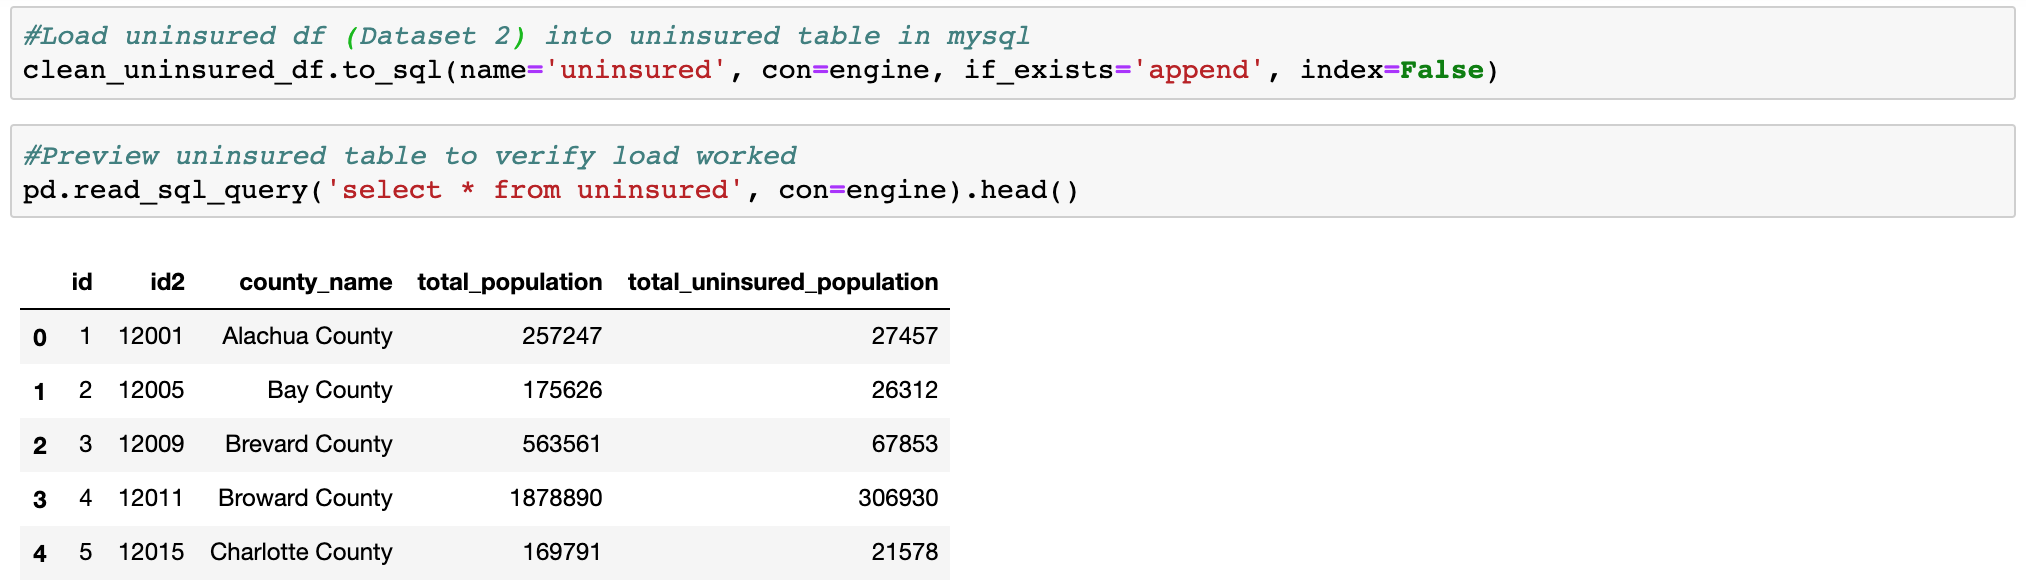 #Load uninsured df (Dataset 2) into uninsured table in mysql
clean_uninsured_df.to_sql(name='uninsured', con=engine, if_exists='append', index=False)
#Preview uninsured table to verify load worked
pd.read_sql_query('select * from uninsured', con=engine).head()
id id2 county_name total_population total_uninsured_population
0 1 12001 Alachua County 257247 27457
1 2 12005 Bay County 175626 26312
2 3 12009 Brevard County 563561 67853
3 4 12011 Broward County 1878890 306930
4 5 12015 Charlotte County 169791 21578